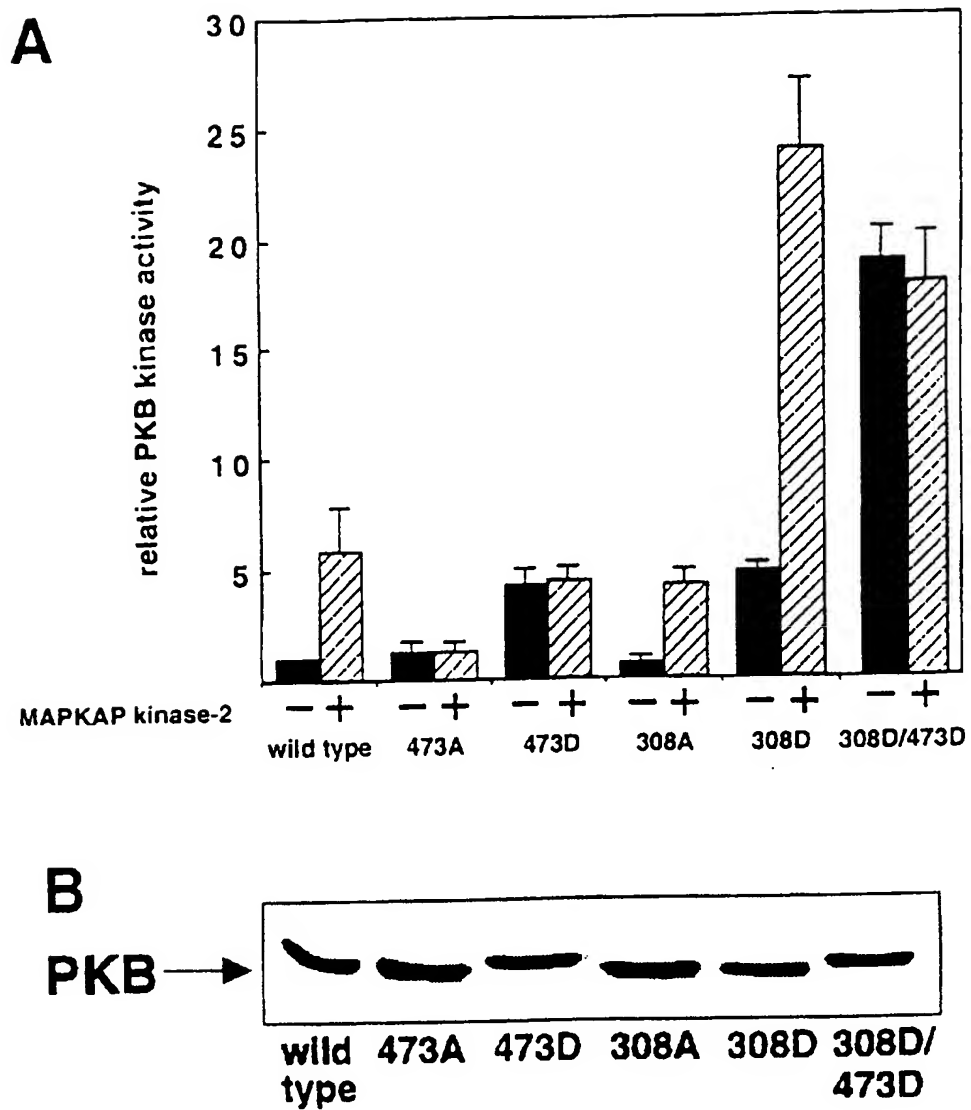 A
30
25
20
15
10
5
relative PKB kinase activity
MAPKAP kinase-2 − + − + − + − + − + − +
wild type 473A 473D 308A 308D 308D/473D
B
PKB
wild type 473A 473D 308A 308D 308D/473D